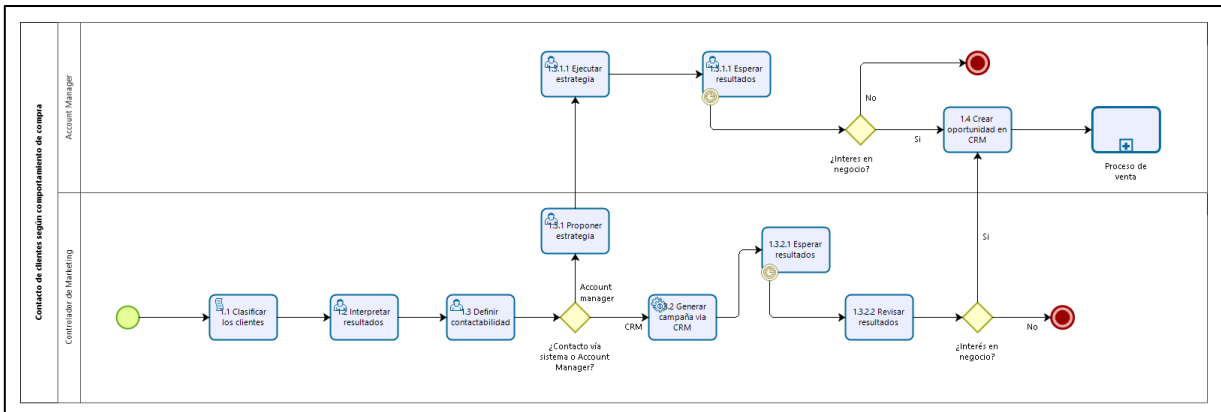 Contacto de clientes según comportamiento de compra
Account Manager
1.3.1.1 Ejecutar
estrategia
1.3.1.1 Esperar
resultados
No
Si
¿Interes en
negocio?
1.4 Crear
oportunidad en
CRM
Proceso de
venta
Controlador de Marketing
1.1 Clasificar
los clientes
1.2 Interpretar
resultados
1.3 Definir
contactabilidad
1.3.1 Proponer
estrategia
Account
manager
CRM
¿Contacto vía
sistema o Account
Manager?
1.3.2 Generar
campaña via
CRM
1.3.2.1 Esperar
resultados
1.3.2.2 Revisar
resultados
Si
No
¿Interés en
negocio?